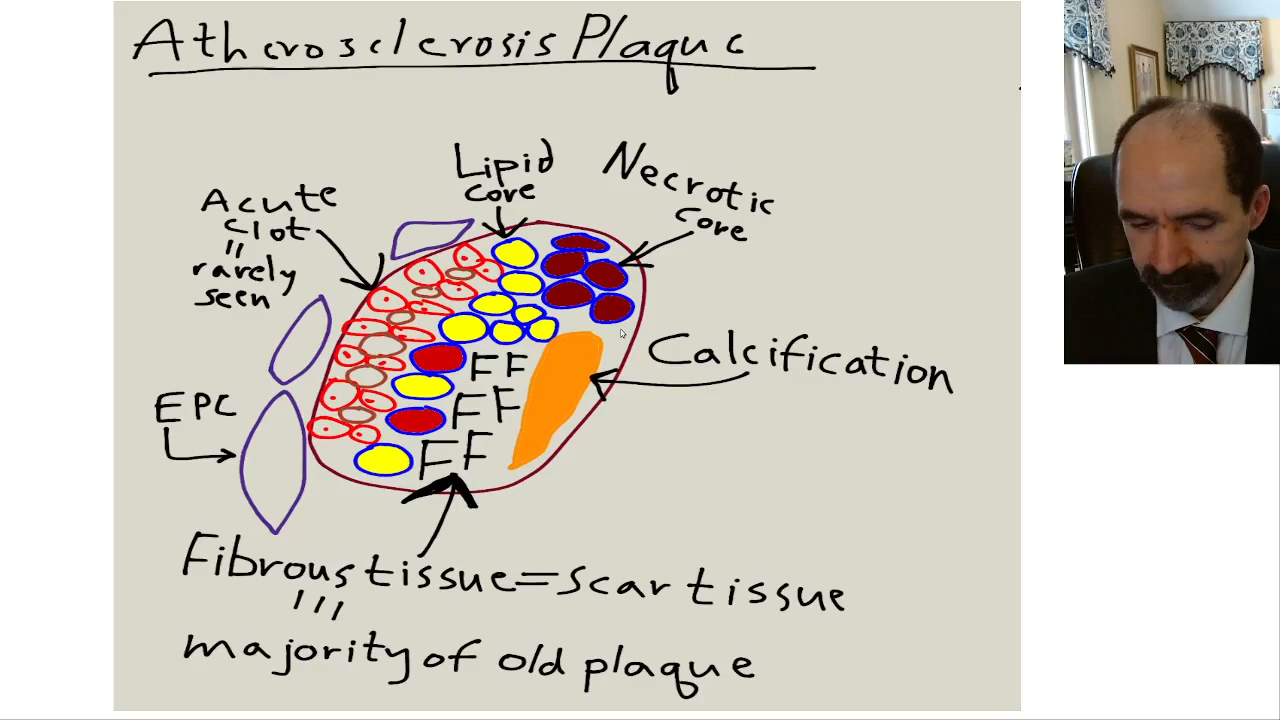 Atherosclerosis Plaque
Acute
clot
"
rarely
seen
Lipid
core
Necrotic
core
Calcification
EPC
FF
FF
FF
Fibrous tissue = scar tissue
majority of old plaque